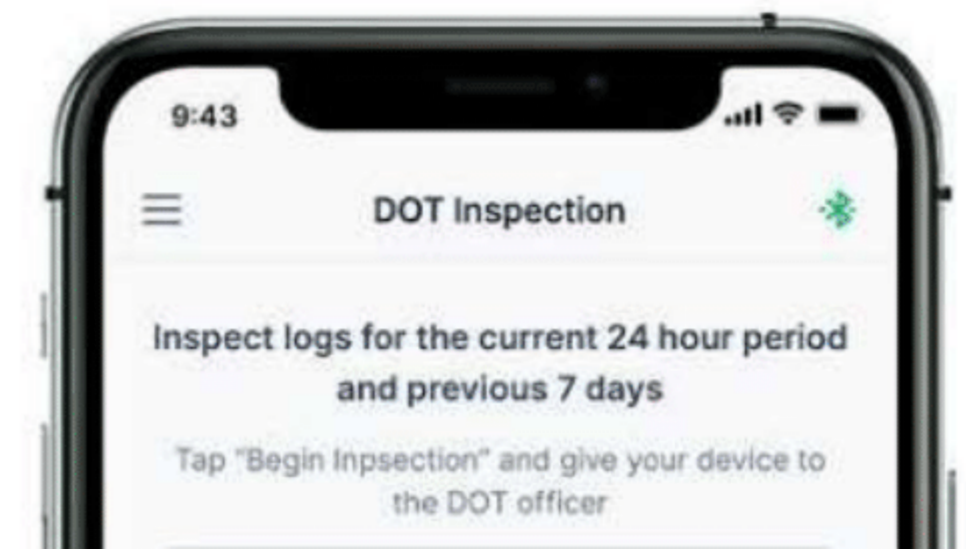 9:43
DOT Inspection
Inspect logs for the current 24 hour period
and previous 7 days
Tap "Begin Inpsection" and give your device to
the DOT officer